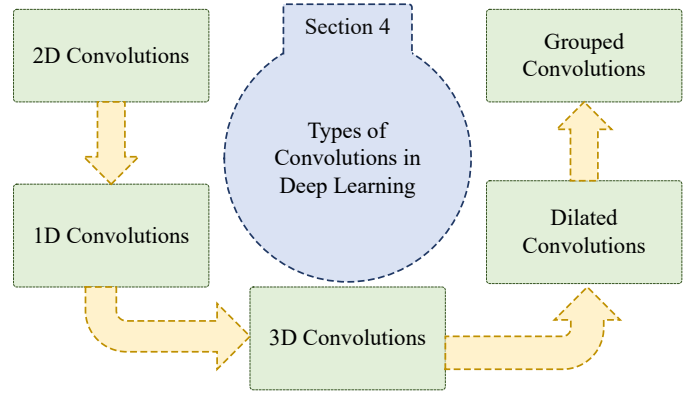 Section 4
Types of
Convolutions in
Deep Learning
2D Convolutions
1D Convolutions
3D Convolutions
Dilated
Convolutions
Grouped
Convolutions